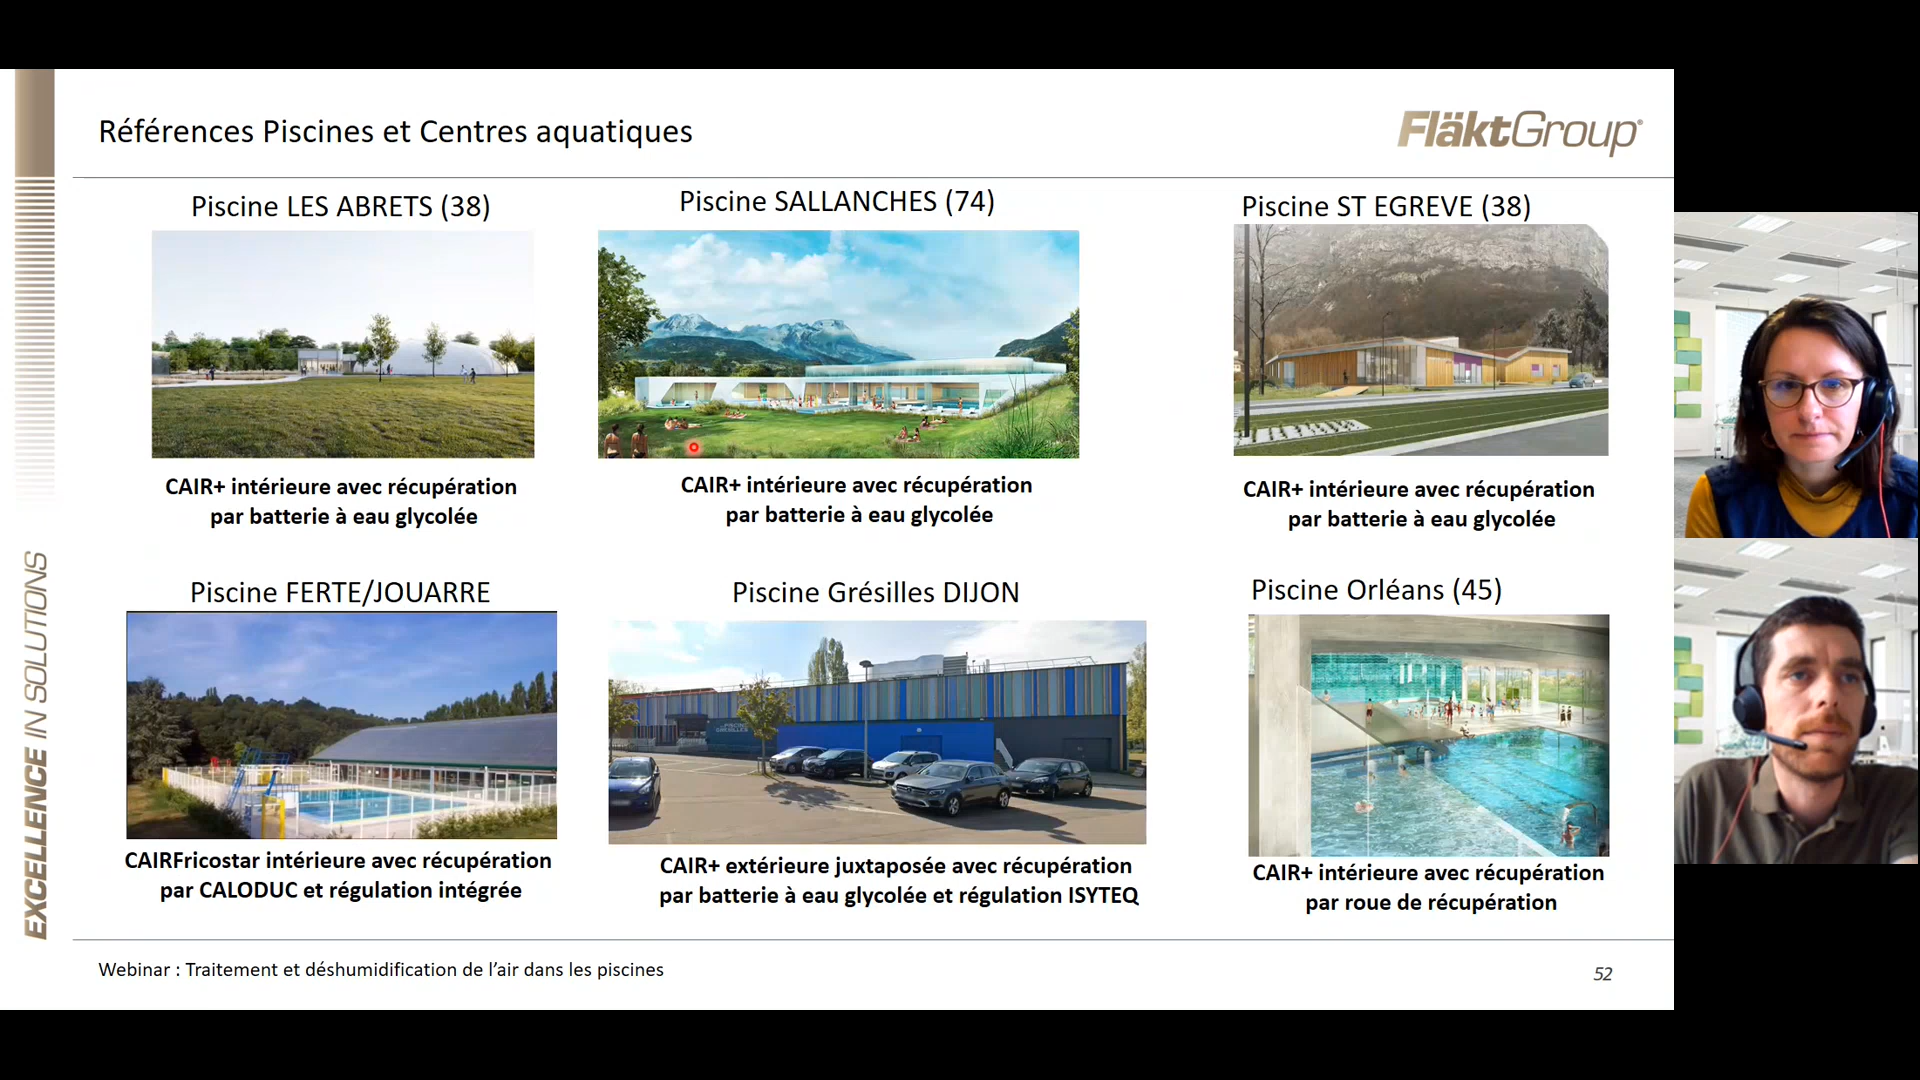 Références Piscines et Centres aquatiques
FläktGroup
Piscine LES ABRETS (38)
Piscine SALLANCHES (74)
Piscine ST EGREVE (38)
CAIR+ intérieure avec récupération
par batterie à eau glycolée
CAIR+ intérieure avec récupération
par batterie à eau glycolée
CAIR+ intérieure avec récupération
par batterie à eau glycolée
Piscine FERTE/JOUARRE
Piscine Grésilles DIJON
Piscine Orléans (45)
CAIRFricostar intérieure avec récupération
par CALODUC et régulation intégrée
CAIR+ extérieure juxtaposée avec récupération
par batterie à eau glycolée et régulation ISYTEQ
CAIR+ intérieure avec récupération
par roue de récupération
EXCELLENCE IN SOLUTIONS
Webinar : Traitement et déshumidification de l’air dans les piscines
52